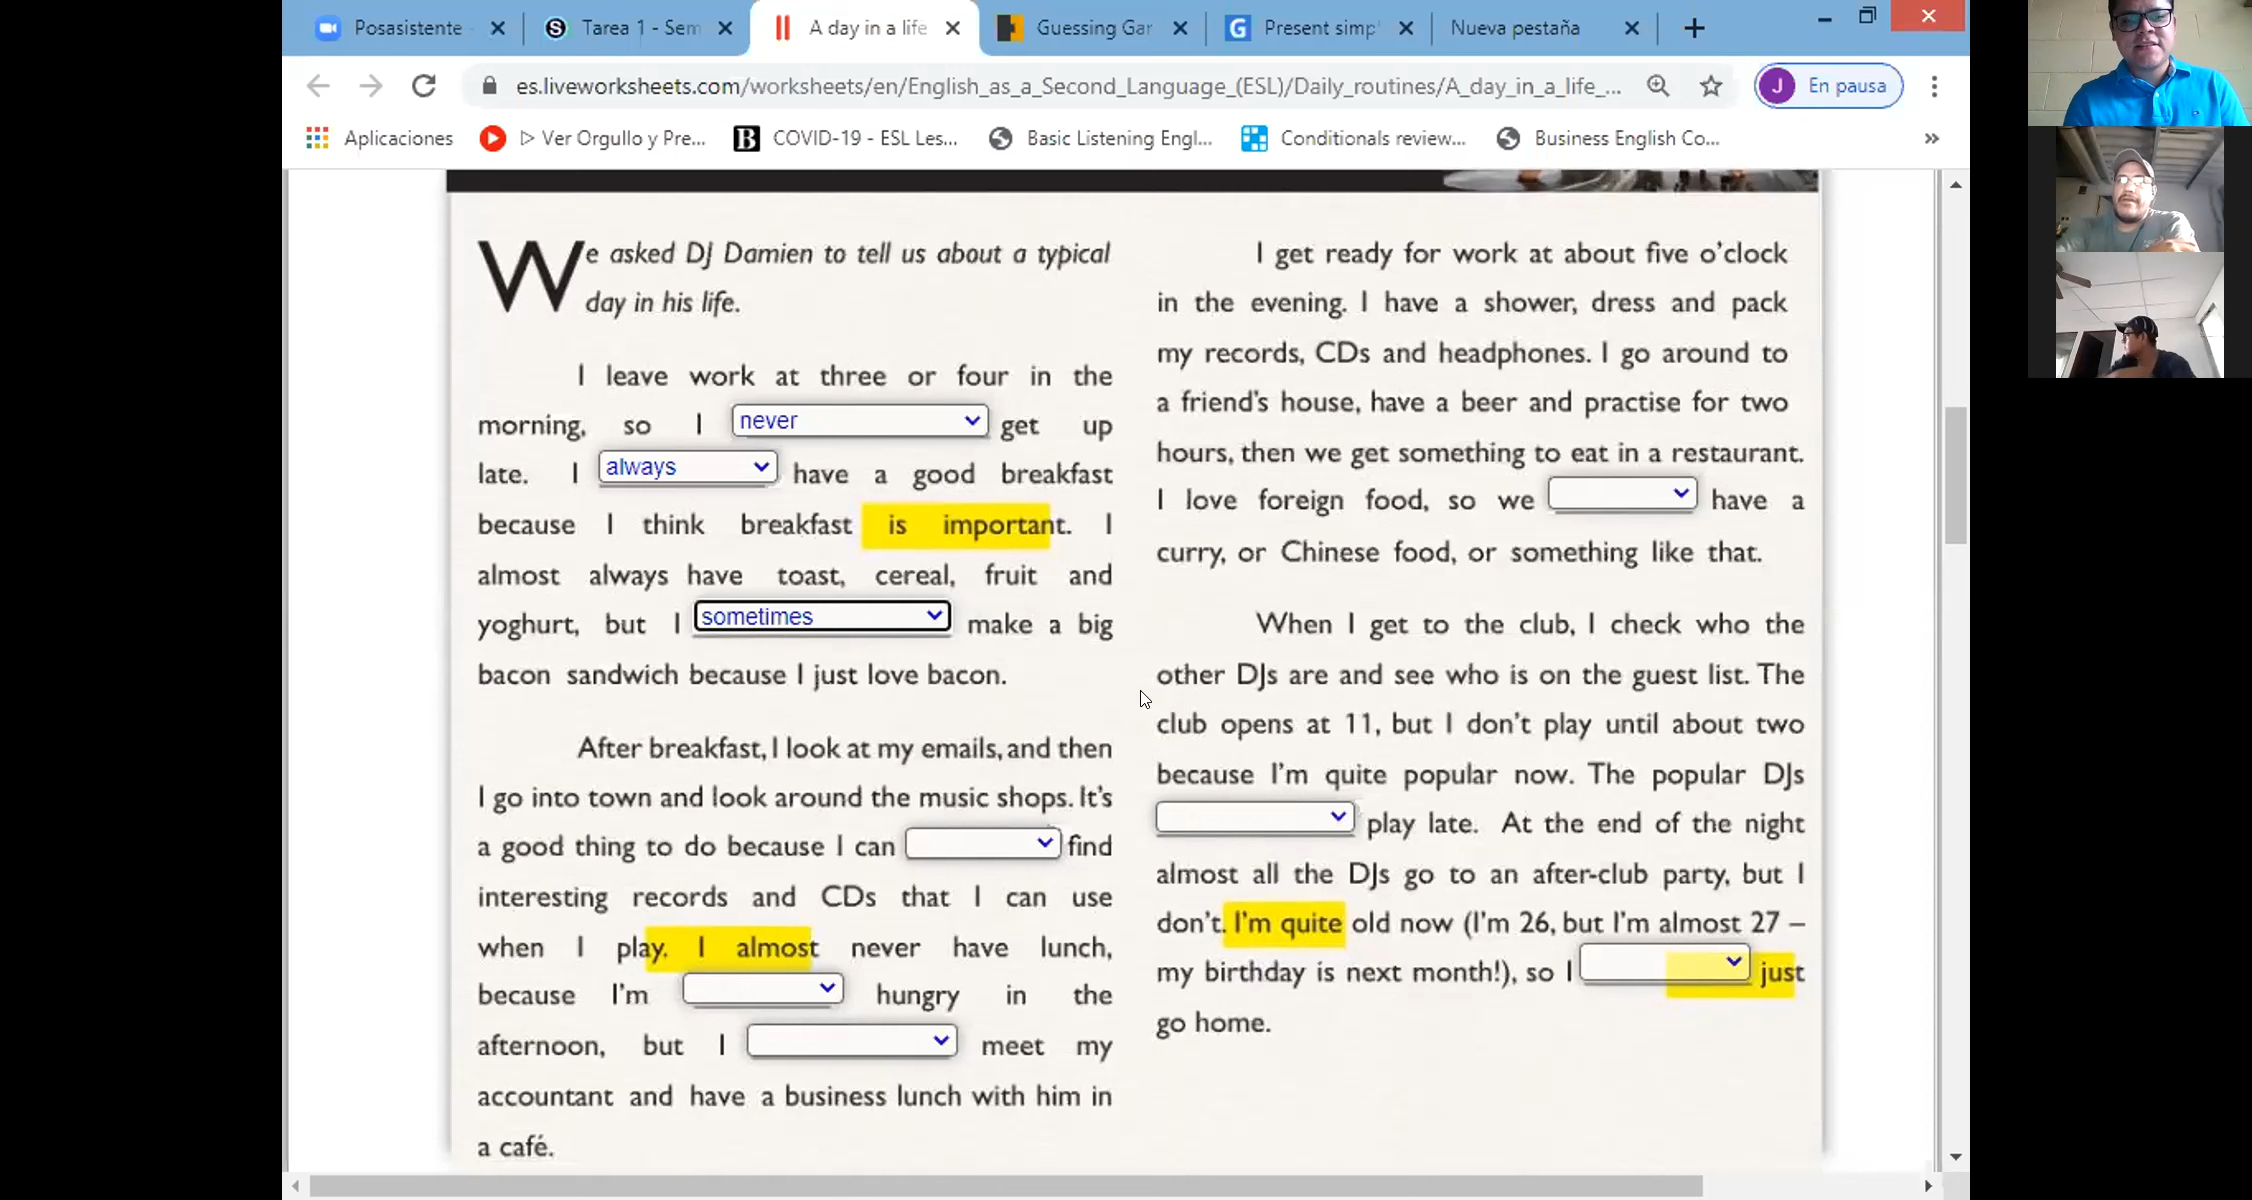 Posasistente
Tarea 1 - Sem
A day in a life
Guessing Gar
Present simp
Nueva pestaña
es.liveworksheets.com/worksheets/en/English_as_a_Second_Language_(ESL)/Daily_routines/A_day_in_a_life_...
J En pausa
Aplicaciones
Ver Orgullo y Pre...
B COVID-19 - ESL Les...
Basic Listening Engl...
Conditionals review...
Business English Co...
»
We asked DJ Damien to tell us about a typical
day in his life.
I leave work at three or four in the
morning, so I never get up
late. I always have a good breakfast
because I think breakfast is important. I
almost always have toast, cereal, fruit and
yoghurt, but I sometimes make a big
bacon sandwich because I just love bacon.
After breakfast, I look at my emails, and then
I go into town and look around the music shops. It's
a good thing to do because I can find
interesting records and CDs that I can use
when I play. I almost never have lunch,
because I'm hungry in the
afternoon, but I meet my
accountant and have a business lunch with him in
a café.
I get ready for work at about five o'clock
in the evening. I have a shower, dress and pack
my records, CDs and headphones. I go around to
a friend's house, have a beer and practise for two
hours, then we get something to eat in a restaurant.
I love foreign food, so we have a
curry, or Chinese food, or something like that.
When I get to the club, I check who the
other DJs are and see who is on the guest list. The
club opens at 11, but I don't play until about two
because I'm quite popular now. The popular DJs
play late. At the end of the night
almost all the DJs go to an after-club party, but I
don't. I'm quite old now (I'm 26, but I'm almost 27 –
my birthday is next month!), so I just
go home.